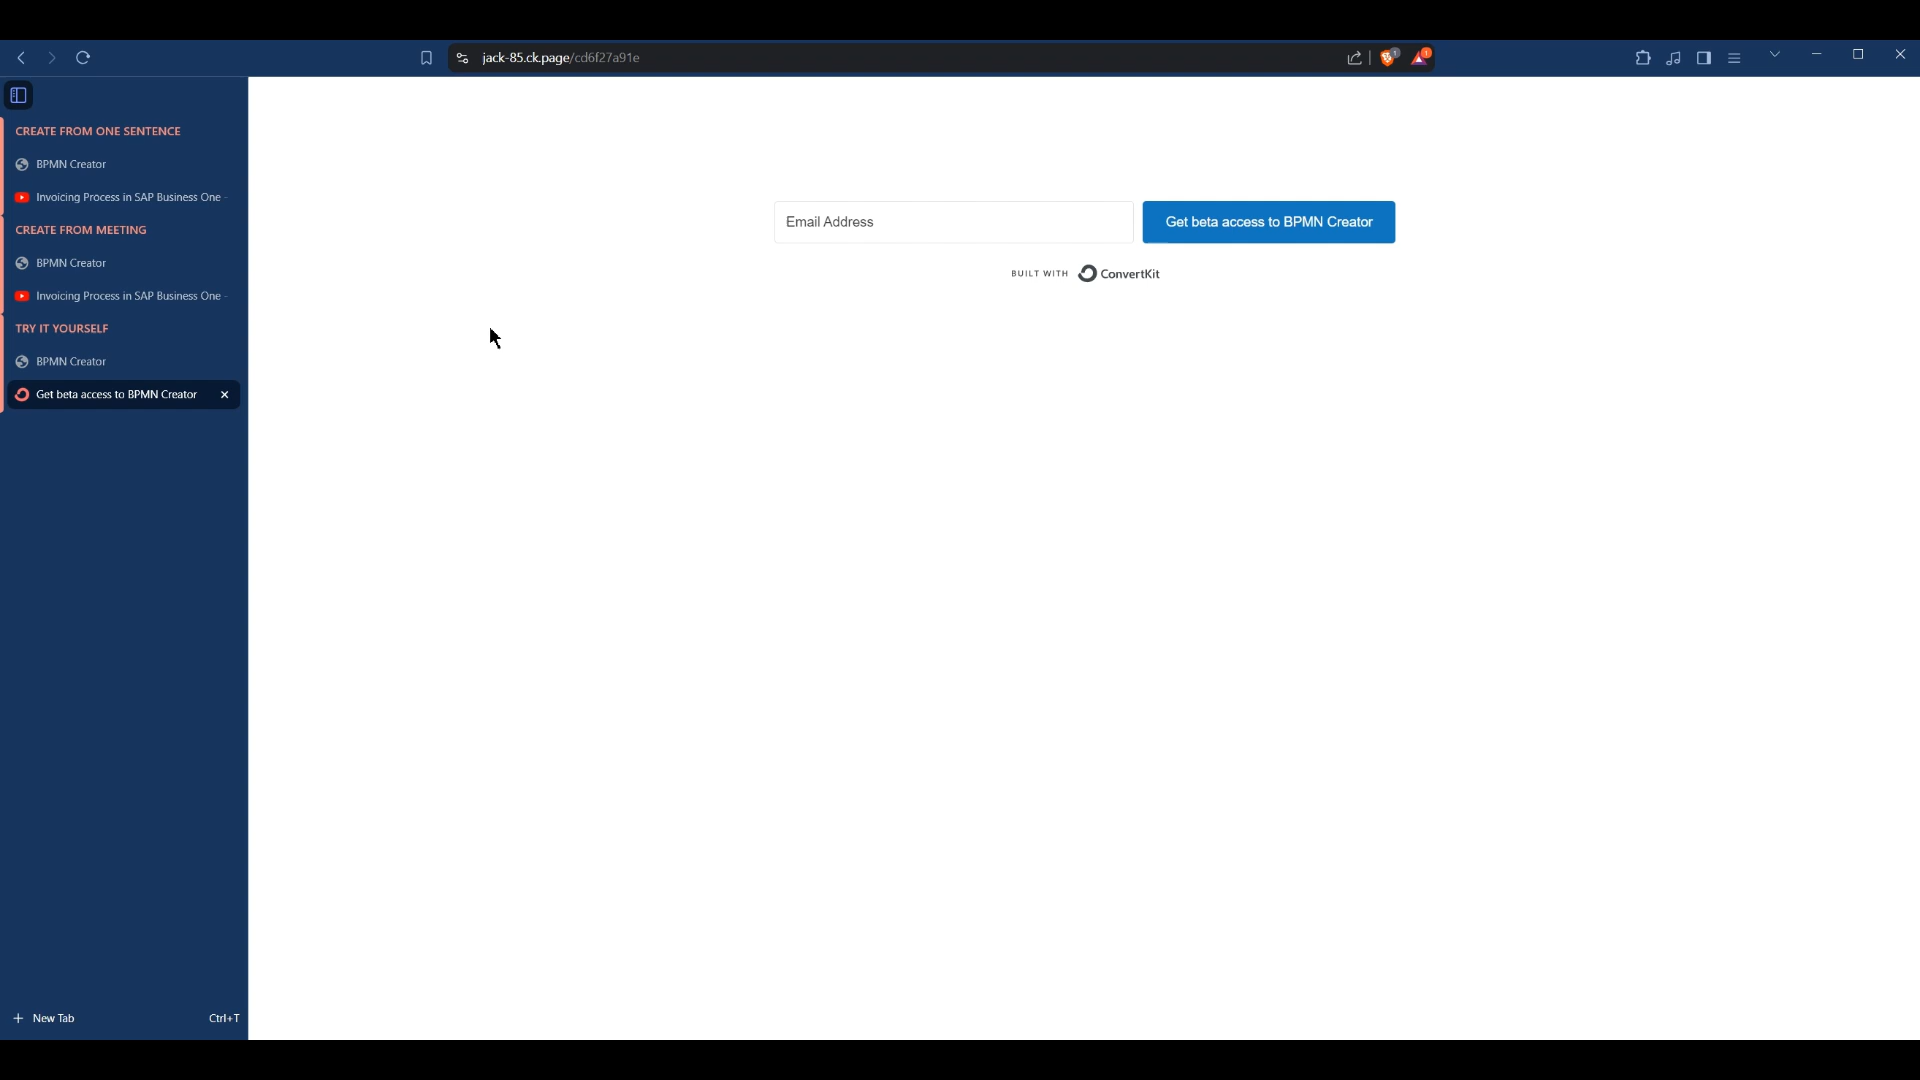 jack-85.ck.page/cd6f27a91e
1
1
CREATE FROM ONE SENTENCE
BPMN Creator
Invoicing Process in SAP Business One -
CREATE FROM MEETING
BPMN Creator
Invoicing Process in SAP Business One -
TRY IT YOURSELF
BPMN Creator
Get beta access to BPMN Creator
Email Address
Get beta access to BPMN Creator
BUILT WITH ConvertKit
New Tab Ctrl+T